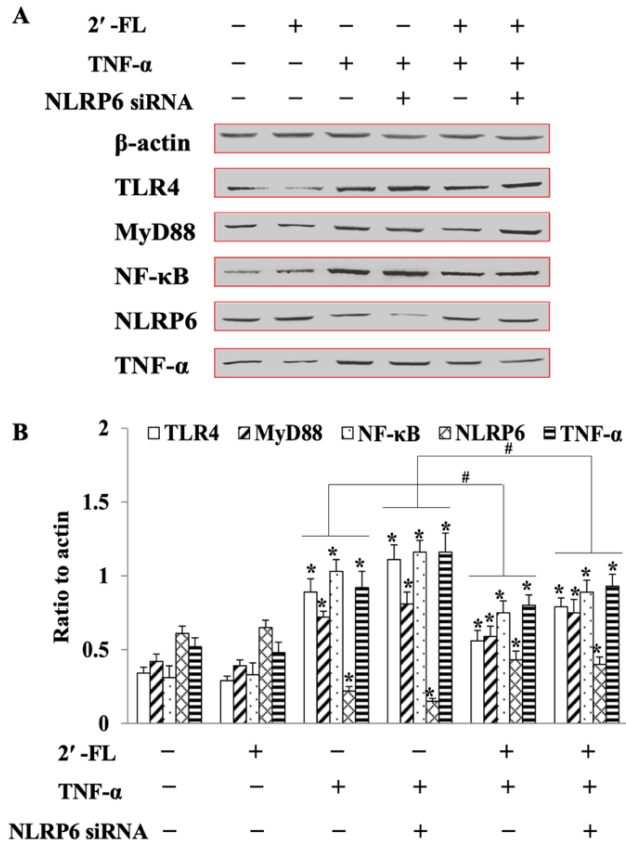 A
2′ -FL − + − − + +
TNF-α − − + + + +
NLRP6 siRNA − − − + − +
β-actin
TLR4
MyD88
NF-κB
NLRP6
TNF-α
B
TLR4 MyD88 NF-κB NLRP6 TNF-α
Ratio to actin
2
1.5
1
0.5
0
# #
* * * * *
* * * * *
* * * * *
* * * * *
2′ -FL − + − − + +
TNF-α − − + + + +
NLRP6 siRNA − − − + − +